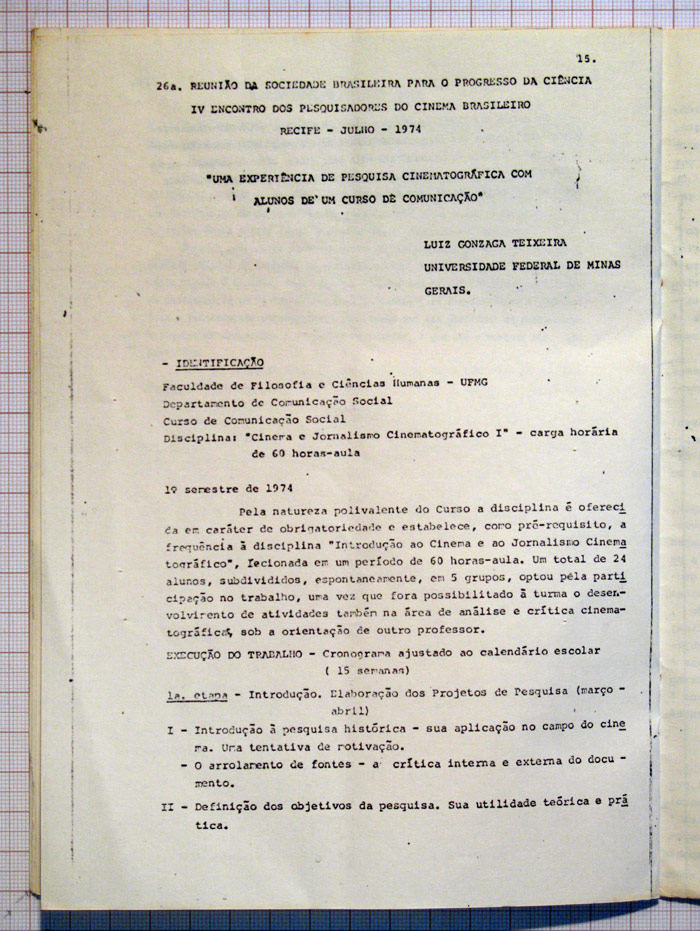 15.
26a. REUNIÃO DA SOCIEDADE BRASILEIRA PARA O PROGRESSO DA CIÊNCIA
IV ENCONTRO DOS PESQUISADORES DO CINEMA BRASILEIRO
RECIFE - JULHO - 1974
"UMA EXPERIÊNCIA DE PESQUISA CINEMATOGRÁFICA COM
ALUNOS DE UM CURSO DE COMUNICAÇÃO"
LUIZ GONZAGA TEIXEIRA
UNIVERSIDADE FEDERAL DE MINAS
GERAIS.
- IDENTIFICAÇÃO
Faculdade de Filosofia e Ciências Humanas - UFMG
Departamento de Comunicação Social
Curso de Comunicação Social
Disciplina: "Cinema e Jornalismo Cinematográfico I" - carga horária
de 60 horas-aula
1º semestre de 1974
Pela natureza polivalente do Curso a disciplina é ofereci
da em caráter de obrigatoriedade e estabelece, como pré-requisito, a
frequência à disciplina "Introdução ao Cinema e ao Jornalismo Cinema
tográfico", lecionada em um período de 60 horas-aula. Um total de 24
alunos, subdivididos, espontaneamente, em 5 grupos, optou pela parti
cipação no trabalho, uma vez que fora possibilitado à turma o desen-
volvimento de atividades também na área de análise e crítica cinema-
tográfica, sob a orientação de outro professor.
EXECUÇÃO DO TRABALHO - Cronograma ajustado ao calendário escolar
( 15 semanas)
1a. etapa - Introdução. Elaboração dos Projetos de Pesquisa (março -
abril)
I - Introdução à pesquisa histórica - sua aplicação no campo do cine
ma. Uma tentativa de motivação.
- O arrolamento de fontes - a crítica interna e externa do docu -
mento.
II - Definição dos objetivos da pesquisa. Sua utilidade teórica e prá
tica.